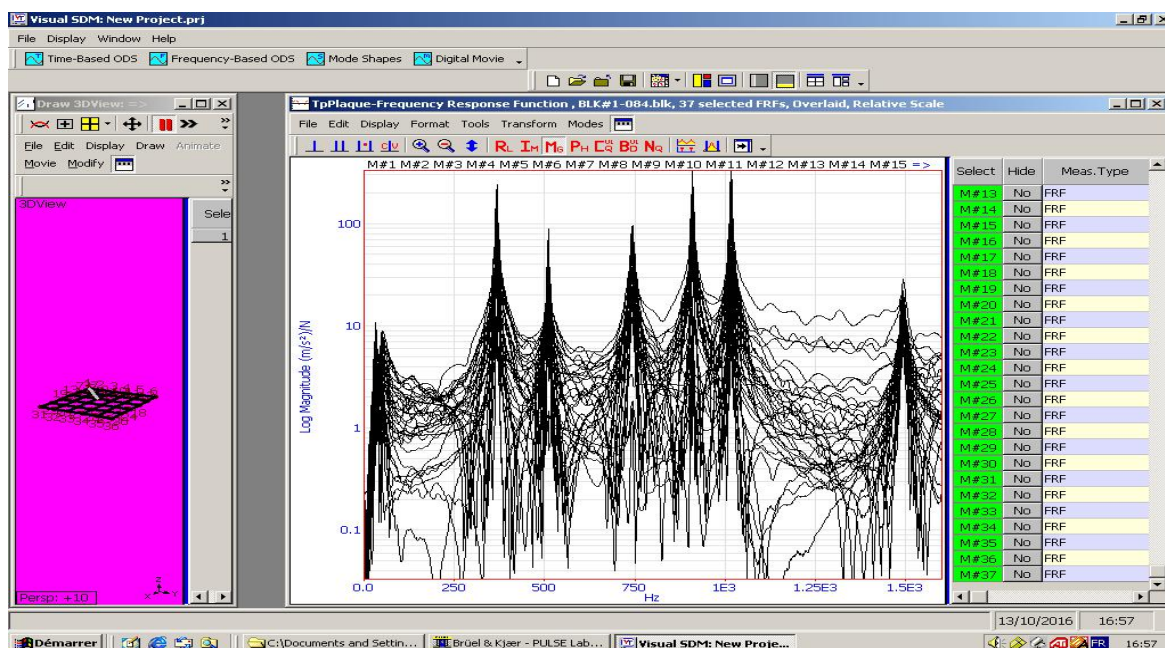 Visual SDM: New Project.prj
File Display Window Help
Time-Based ODS Frequency-Based ODS Mode Shapes Digital Movie
Draw 3DView: =>
File Edit Display Draw Animate
Movie Modify
3DView
Sele
1
Persp: +10
TpPlaque-Frequency Response Function , BLK#1-084.blk, 37 selected FRFs, Overlaid, Relative Scale
File Edit Display Format Tools Transform Modes
M#1 M#2 M#3 M#4 M#5 M#6 M#7 M#8 M#9 M#10 M#11 M#12 M#13 M#14 M#15 =>
Log Magnitude (m/s²)/N
100
10
1
0.1
0.0 250 500 750 1E3 1.25E3 1.5E3
Hz
Select Hide Meas.Type
M#13 No FRF
M#14 No FRF
M#15 No FRF
M#16 No FRF
M#17 No FRF
M#18 No FRF
M#19 No FRF
M#20 No FRF
M#21 No FRF
M#22 No FRF
M#23 No FRF
M#24 No FRF
M#25 No FRF
M#26 No FRF
M#27 No FRF
M#28 No FRF
M#29 No FRF
M#30 No FRF
M#31 No FRF
M#32 No FRF
M#33 No FRF
M#34 No FRF
M#35 No FRF
M#36 No FRF
M#37 No FRF
13/10/2016 16:57
Démarrer C:\Documents and Settin... Brüel & Kjær - PULSE Lab... Visual SDM: New Proje... FR 16:57